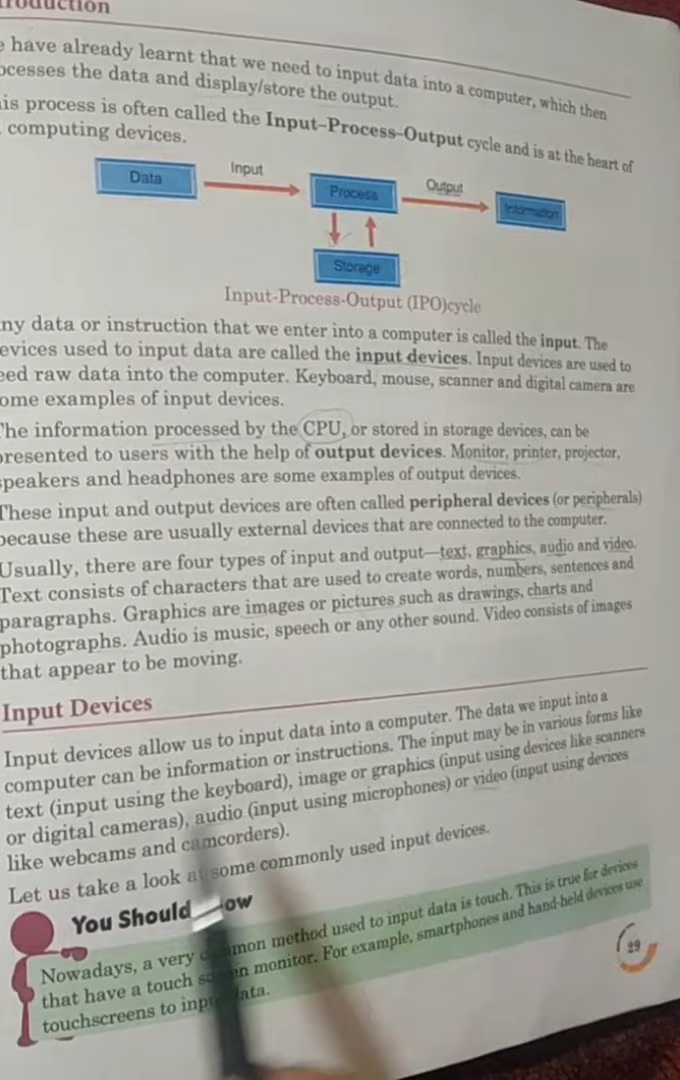 roduction
e have already learnt that we need to input data into a computer, which then
ocesses the data and display/store the output.
is process is often called the Input–Process–Output cycle and is at the heart of
computing devices.
Data
Input
Process
Output
Information
Storage
Input-Process-Output (IPO)cycle
ny data or instruction that we enter into a computer is called the input. The
evices used to input data are called the input devices. Input devices are used to
eed raw data into the computer. Keyboard, mouse, scanner and digital camera are
ome examples of input devices.
The information processed by the CPU, or stored in storage devices, can be
presented to users with the help of output devices. Monitor, printer, projector,
speakers and headphones are some examples of output devices.
These input and output devices are often called peripheral devices (or peripherals)
because these are usually external devices that are connected to the computer.
Usually, there are four types of input and output—text, graphics, audio and video.
Text consists of characters that are used to create words, numbers, sentences and
paragraphs. Graphics are images or pictures such as drawings, charts and
photographs. Audio is music, speech or any other sound. Video consists of images
that appear to be moving.
Input Devices
Input devices allow us to input data into a computer. The data we input into a
computer can be information or instructions. The input may be in various forms like
text (input using the keyboard), image or graphics (input using devices like scanners
or digital cameras), audio (input using microphones) or video (input using devices
like webcams and camcorders).
Let us take a look at some commonly used input devices.
You Should ow
Nowadays, a very common method used to input data is touch. This is true for devices
that have a touch screen monitor. For example, smartphones and hand-held devices use
touchscreens to input data.
29